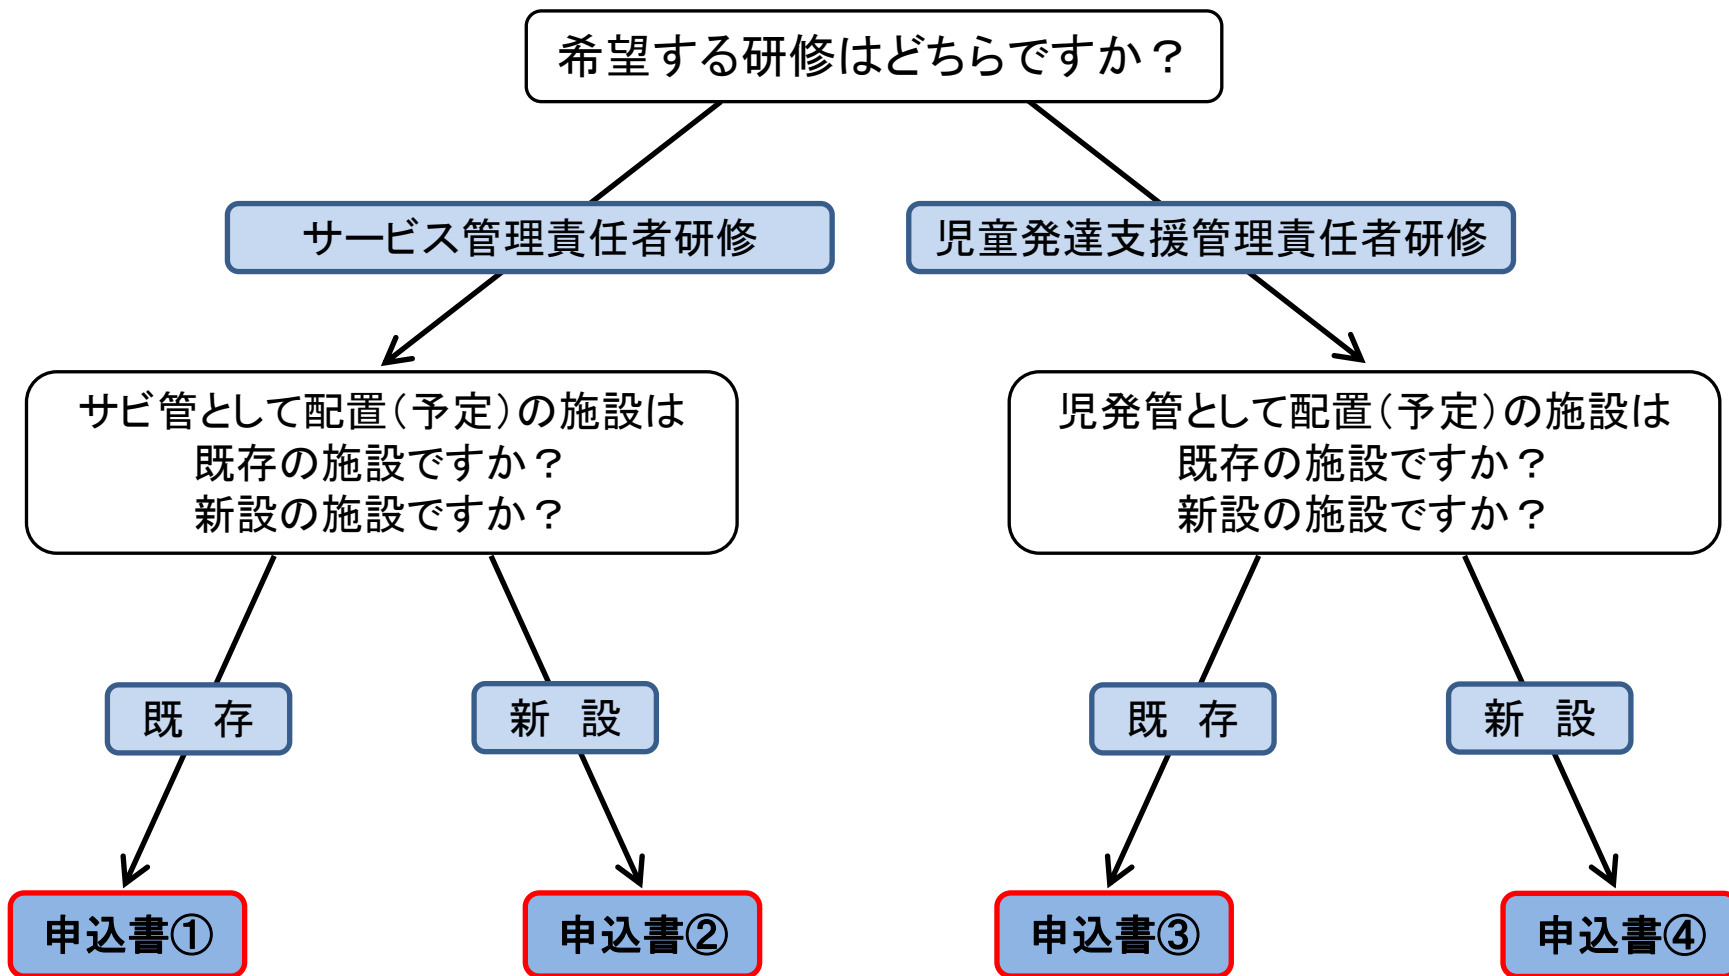 希望する研修はどちらですか？
サービス管理責任者研修
児童発達支援管理責任者研修
サビ管として配置（予定）の施設は
既存の施設ですか？
新設の施設ですか？
児発管として配置（予定）の施設は
既存の施設ですか？
新設の施設ですか？
既　存
新　設
既　存
新　設
申込書①
申込書②
申込書③
申込書④